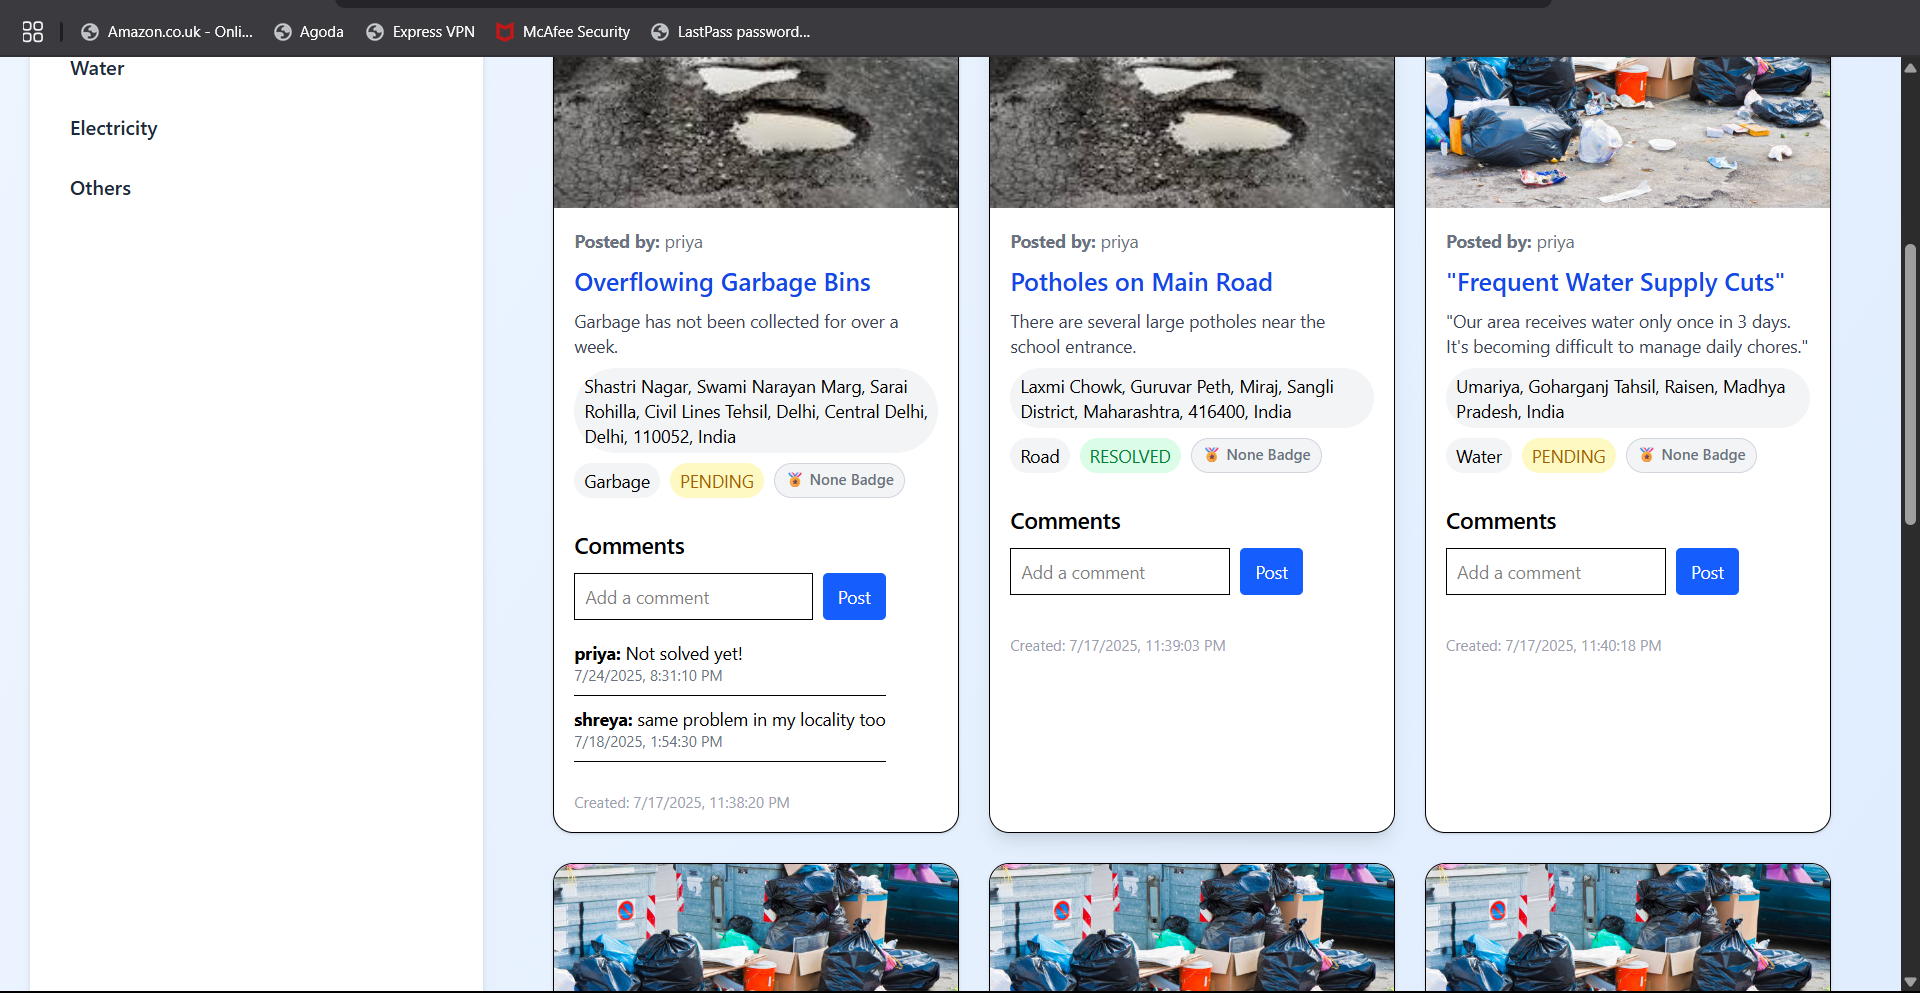 Amazon.co.uk - Onli...
Agoda
Express VPN
McAfee Security
LastPass password...
Water
Electricity
Others
Posted by: priya
Overflowing Garbage Bins
Garbage has not been collected for over a
week.
Shastri Nagar, Swami Narayan Marg, Sarai
Rohilla, Civil Lines Tehsil, Delhi, Central Delhi,
Delhi, 110052, India
Garbage
PENDING
None Badge
Comments
Add a comment
Post
priya: Not solved yet!
7/24/2025, 8:31:10 PM
shreya: same problem in my locality too
7/18/2025, 1:54:30 PM
Created: 7/17/2025, 11:38:20 PM
Posted by: priya
Potholes on Main Road
There are several large potholes near the
school entrance.
Laxmi Chowk, Guruvar Peth, Miraj, Sangli
District, Maharashtra, 416400, India
Road
RESOLVED
None Badge
Comments
Add a comment
Post
Created: 7/17/2025, 11:39:03 PM
Posted by: priya
"Frequent Water Supply Cuts"
"Our area receives water only once in 3 days.
It's becoming difficult to manage daily chores."
Umariya, Goharganj Tahsil, Raisen, Madhya
Pradesh, India
Water
PENDING
None Badge
Comments
Add a comment
Post
Created: 7/17/2025, 11:40:18 PM